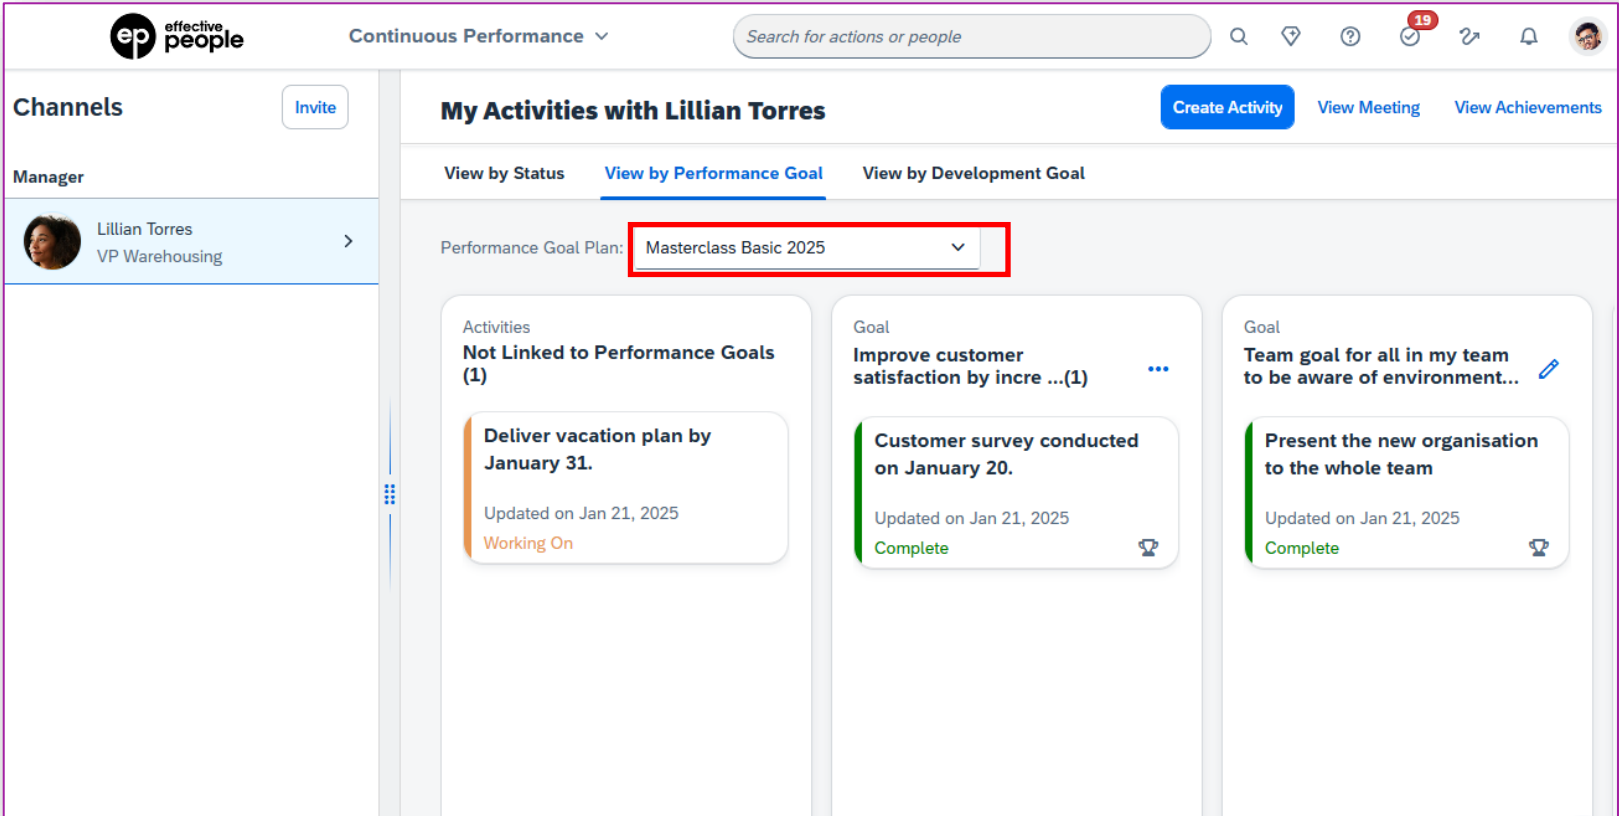 ep effective people
Continuous Performance
Search for actions or people
19
Channels
Invite
Manager
Lillian Torres
VP Warehousing
My Activities with Lillian Torres
Create Activity
View Meeting
View Achievements
View by Status
View by Performance Goal
View by Development Goal
Performance Goal Plan:
Masterclass Basic 2025
Activities
Not Linked to Performance Goals
(1)
Deliver vacation plan by
January 31.
Updated on Jan 21, 2025
Working On
Goal
Improve customer
satisfaction by incre ...(1)
Customer survey conducted
on January 20.
Updated on Jan 21, 2025
Complete
Goal
Team goal for all in my team
to be aware of environment...
Present the new organisation
to the whole team
Updated on Jan 21, 2025
Complete